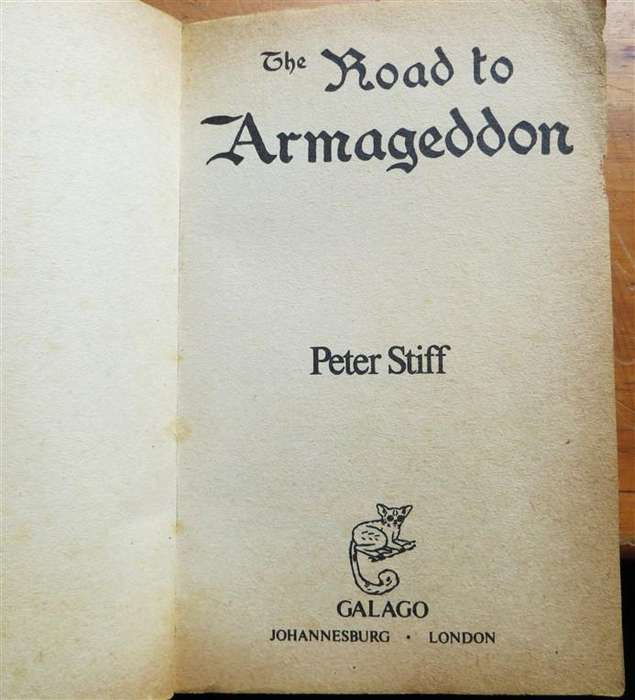 The Road to
Armageddon
Peter Stiff
GALAGO
JOHANNESBURG • LONDON